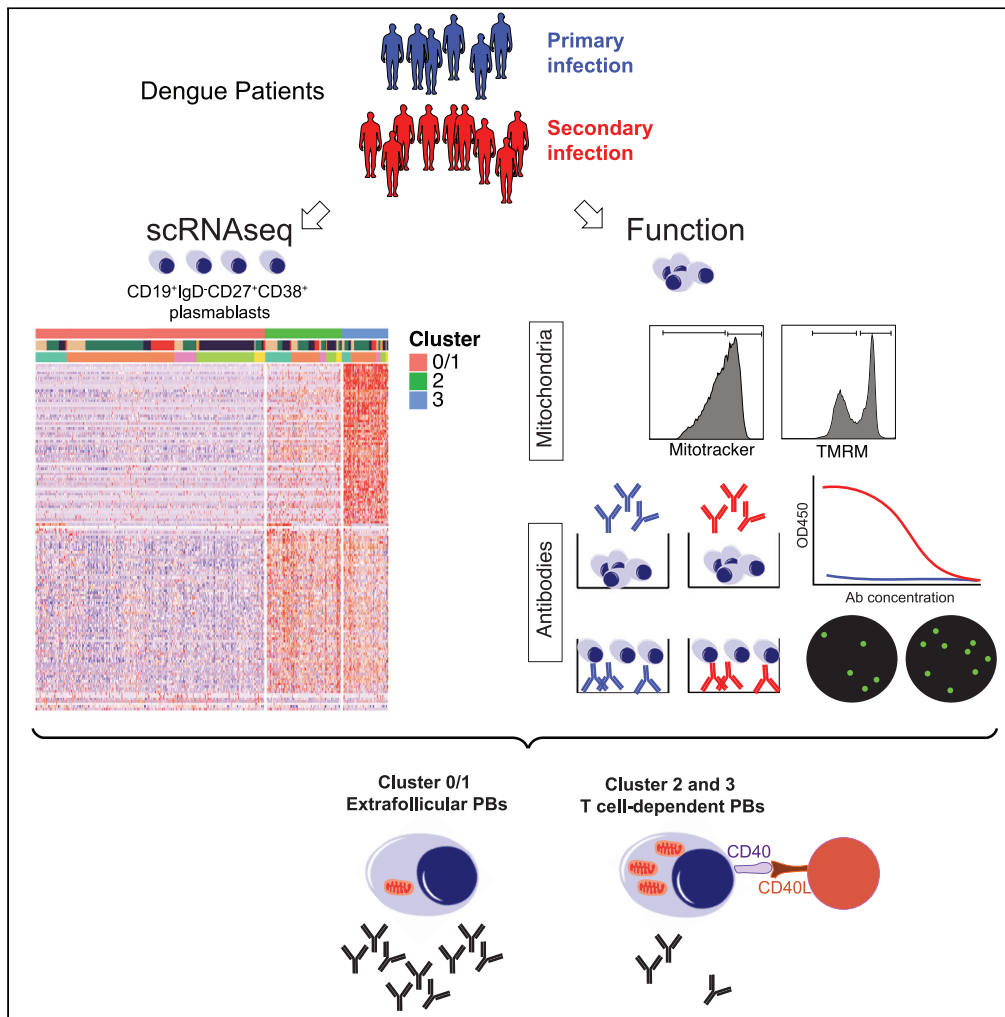 Dengue Patients
Primary
infection
Secondary
infection
scRNAseq
CD19⁺IgD⁻CD27⁺CD38⁺
plasmablasts
Cluster
0/1
2
3
Function
Mitochondria
Mitotracker
TMRM
Antibodies
OD450
Ab concentration
Cluster 0/1
Extrafollicular PBs
Cluster 2 and 3
T cell-dependent PBs
CD40
CD40L